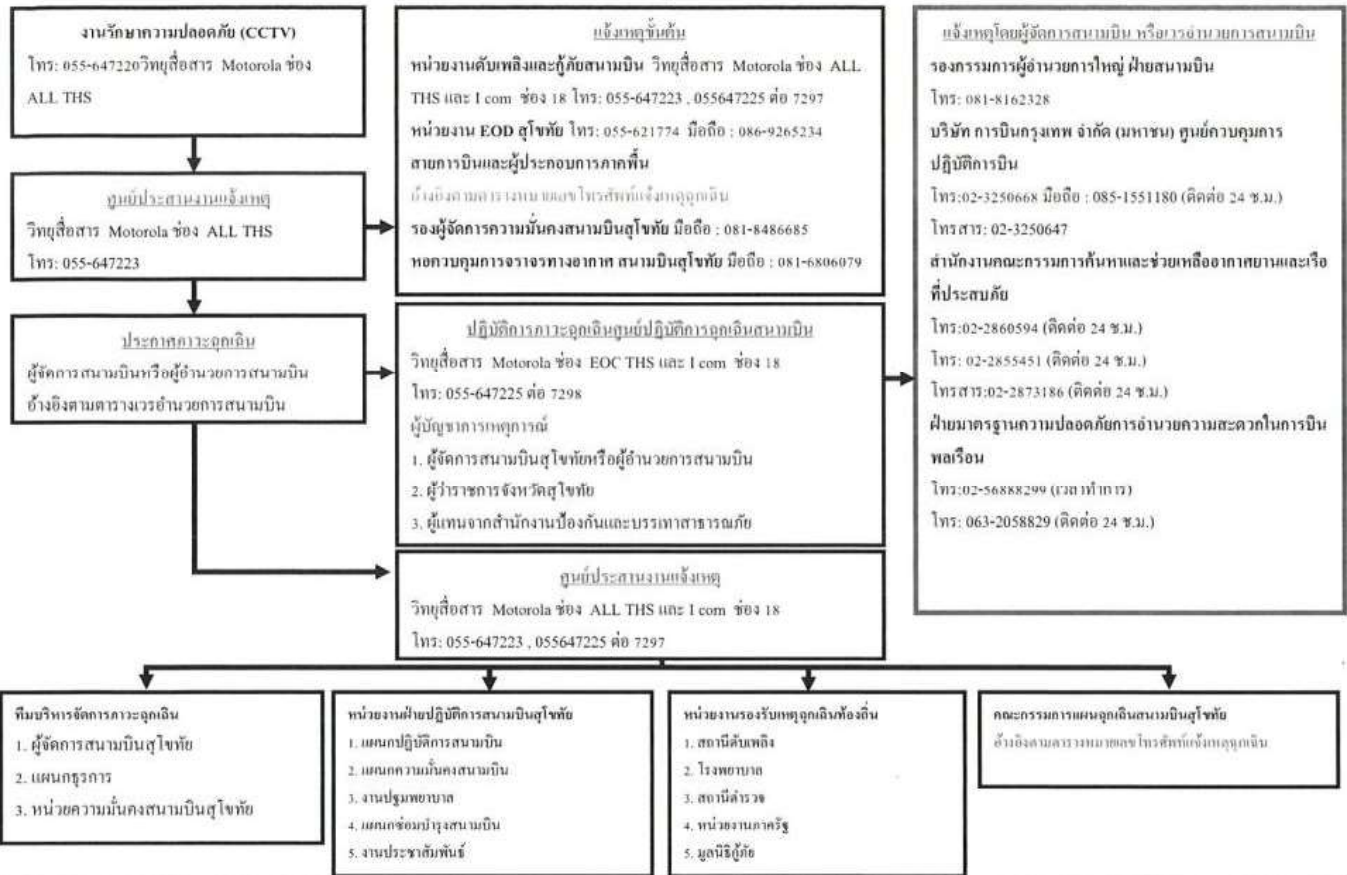 งานรักษาความปลอดภัย (CCTV)
โทร: 055-647220วิทยุสื่อสาร Motorola ช่อง
ALL THS
ศูนย์ประสานงานแจ้งเหตุ
วิทยุสื่อสาร Motorola ช่อง ALL THS
โทร: 055-647223
ประกาศภาวะฉุกเฉิน
ผู้จัดการสนามบินหรือผู้อำนวยการสนามบิน
อ้างอิงตามตารางเวรอำนวยการสนามบิน
แจ้งเหตุขั้นต้น
หน่วยงานดับเพลิงและกู้ภัยสนามบิน วิทยุสื่อสาร Motorola ช่อง ALL
THS และ I com ช่อง 18 โทร: 055-647223 , 055647225 ต่อ 7297
หน่วยงาน EOD สุโขทัย โทร: 055-621774 มือถือ : 086-9265234
สายการบินและผู้ประกอบการภาคพื้น
อ้างอิงตามตารางหมายเลขโทรศัพท์แจ้งเหตุฉุกเฉิน
รองผู้จัดการความมั่นคงสนามบินสุโขทัย มือถือ : 081-8486685
หอควบคุมการจราจรทางอากาศ สนามบินสุโขทัย มือถือ : 081-6806079
ปฏิบัติการภาวะฉุกเฉินศูนย์ปฏิบัติการฉุกเฉินสนามบิน
วิทยุสื่อสาร Motorola ช่อง EOC THS และ I com ช่อง 18
โทร: 055-647225 ต่อ 7298
ผู้บัญชาการเหตุการณ์
1. ผู้จัดการสนามบินสุโขทัยหรือผู้อำนวยการสนามบิน
2. ผู้ว่าราชการจังหวัดสุโขทัย
3. ผู้แทนจากสำนักงานป้องกันและบรรเทาสาธารณภัย
ศูนย์ประสานงานแจ้งเหตุ
วิทยุสื่อสาร Motorola ช่อง ALL THS และ I com ช่อง 18
โทร: 055-647223 , 055647225 ต่อ 7297
แจ้งเหตุโดยผู้จัดการสนามบิน หรือเวรอำนวยการสนามบิน
รองกรรมการผู้อำนวยการใหญ่ ฝ่ายสนามบิน
โทร: 081-8162328
บริษัท การบินกรุงเทพ จำกัด (มหาชน) ศูนย์ควบคุมการ
ปฏิบัติการบิน
โทร:02-3250668 มือถือ : 085-1551180 (ติดต่อ 24 ช.ม.)
โทรสาร: 02-3250647
สำนักงานคณะกรรมการค้นหาและช่วยเหลืออากาศยานและเรือ
ที่ประสบภัย
โทร:02-2860594 (ติดต่อ 24 ช.ม.)
โทร: 02-2855451 (ติดต่อ 24 ช.ม.)
โทรสาร:02-2873186 (ติดต่อ 24 ช.ม.)
ฝ่ายมาตรฐานความปลอดภัยการอำนวยความสะดวกในการบิน
พลเรือน
โทร:02-56888299 (เวลาทำการ)
โทร: 063-2058829 (ติดต่อ 24 ช.ม.)
ทีมบริหารจัดการภาวะฉุกเฉิน
1. ผู้จัดการสนามบินสุโขทัย
2. แผนกธุรการ
3. หน่วยความมั่นคงสนามบินสุโขทัย
หน่วยงานฝ่ายปฏิบัติการสนามบินสุโขทัย
1. แผนกปฏิบัติการสนามบิน
2. แผนกความมั่นคงสนามบิน
3. งานปฐมพยาบาล
4. แผนกซ่อมบำรุงสนามบิน
5. งานประชาสัมพันธ์
หน่วยงานรองรับเหตุฉุกเฉินท้องถิ่น
1. สถานีดับเพลิง
2. โรงพยาบาล
3. สถานีตำรวจ
4. หน่วยงานภาครัฐ
5. มูลนิธิกู้ภัย
คณะกรรมการแผนฉุกเฉินสนามบินสุโขทัย
อ้างอิงตามตารางหมายเลขโทรศัพท์แจ้งเหตุฉุกเฉิน